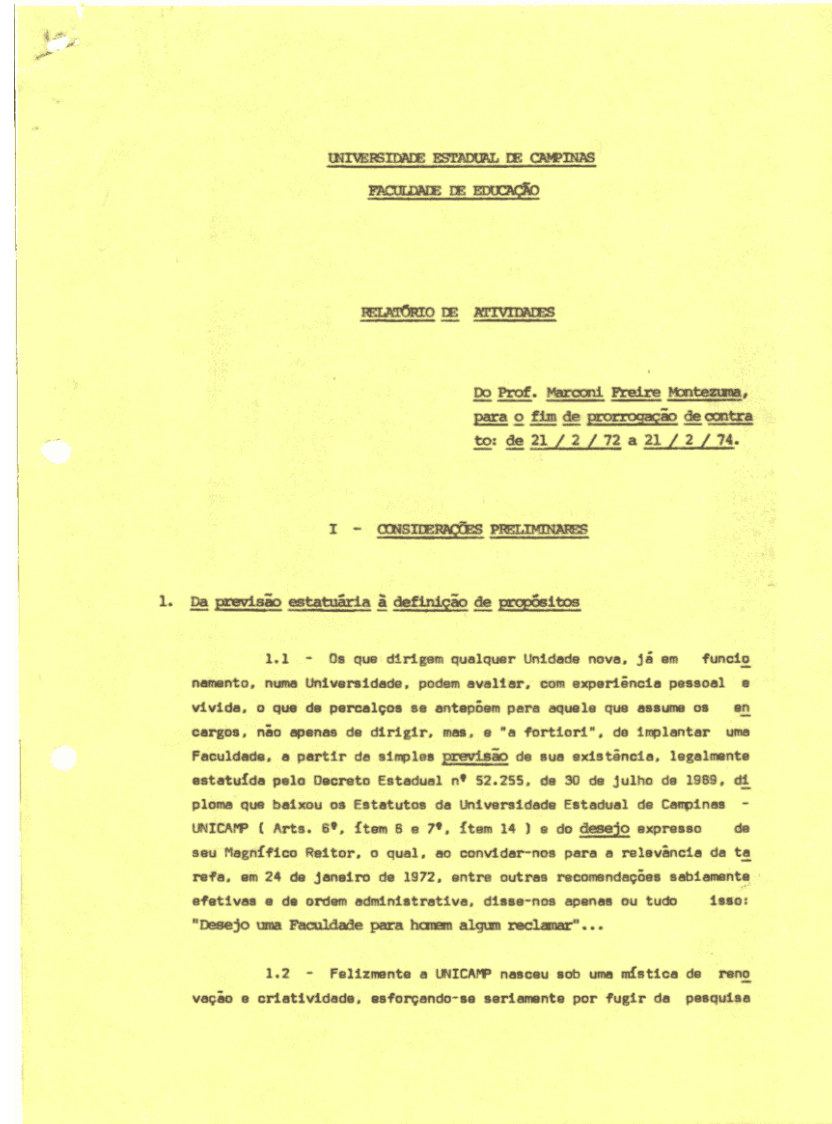 UNIVERSIDADE ESTADUAL DE CAMPINAS
FACULDADE DE EDUCAÇÃO
RELATÓRIO DE ATIVIDADES
Do Prof. Marconi Freire Montezuma,
para o fim de prorrogação de contra
to: de 21 / 2 / 72 a 21 / 2 / 74.
I - CONSIDERAÇÕES PRELIMINARES
1. Da previsão estatuária à definição de propósitos
1.1 - Os que dirigem qualquer Unidade nova, já em funcio
namento, numa Universidade, podem avaliar, com experiência pessoal e
vivida, o que de percalços se antepõem para aquele que assume os en
cargos, não apenas de dirigir, mas, e "a fortiori", de implantar uma
Faculdade, a partir da simples previsão de sua existência, legalmente
estatuída pelo Decreto Estadual nº 52.255, de 30 de julho de 1989, di
ploma que baixou os Estatutos da Universidade Estadual de Campinas -
UNICAMP ( Arts. 6º, ítem 6 e 7º, ítem 14 ) e do desejo expresso de
seu Magnífico Reitor, o qual, ao convidar-nos para a relevância da ta
refa, em 24 de janeiro de 1972, entre outras recomendações sabiamente
efetivas e de ordem administrativa, disse-nos apenas ou tudo isso:
"Desejo uma Faculdade para homem algum reclamar"...
1.2 - Felizmente a UNICAMP nasceu sob uma mística de reno
vação e criatividade, esforçando-se seriamente por fugir da pesquisa